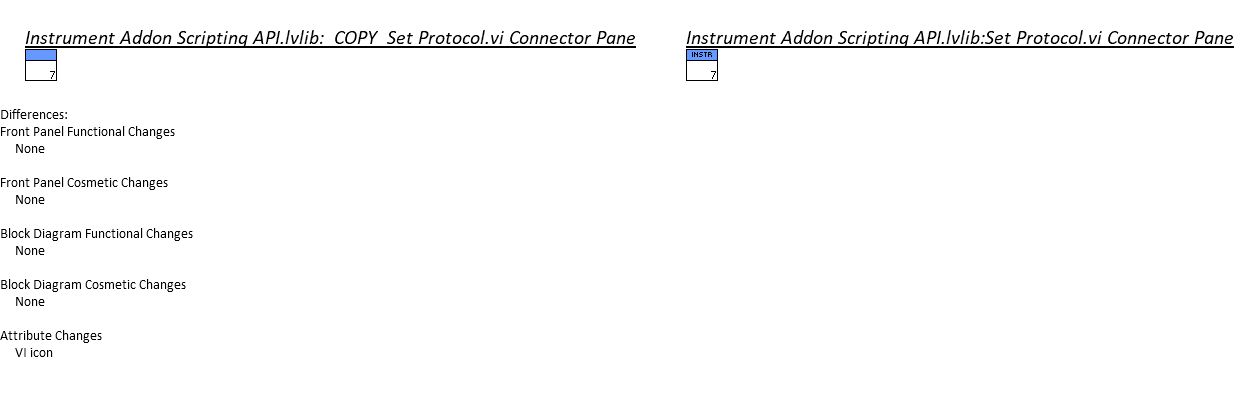 Instrument Addon Scripting API.lvlib:_COPY_Set Protocol.vi Connector Pane
7
Instrument Addon Scripting API.lvlib:Set Protocol.vi Connector Pane
INSTR
7
Differences:
Front Panel Functional Changes
None
Front Panel Cosmetic Changes
None
Block Diagram Functional Changes
None
Block Diagram Cosmetic Changes
None
Attribute Changes
VI icon